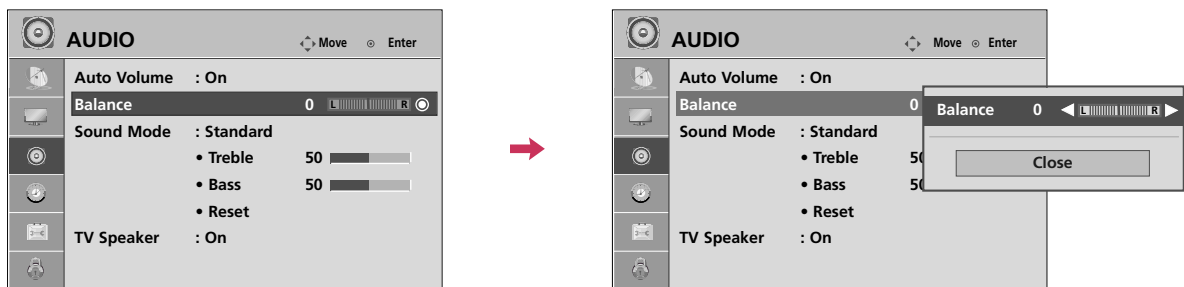 AUDIO Move Enter
Auto Volume : On
Balance 0 L R
Sound Mode : Standard
• Treble 50
• Bass 50
• Reset
TV Speaker : On
AUDIO Move Enter
Auto Volume : On
Balance 0
Sound Mode : Standard
• Treble 50
• Bass 50
• Reset
TV Speaker : On
Balance 0 L R
Close